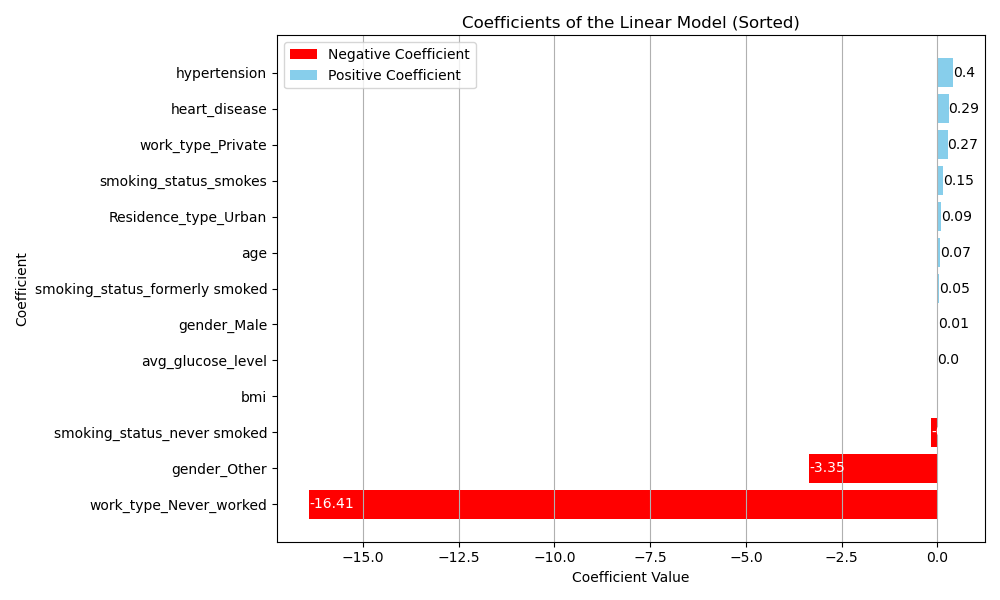 Coefficients of the Linear Model (Sorted)
Negative Coefficient
Positive Coefficient
hypertension 0.4
heart_disease 0.29
work_type_Private 0.27
smoking_status_smokes 0.15
Residence_type_Urban 0.09
age 0.07
smoking_status_formerly smoked 0.05
gender_Male 0.01
avg_glucose_level 0.0
bmi
smoking_status_never smoked
gender_Other -3.35
work_type_Never_worked -16.41
Coefficient
−15.0 −12.5 −10.0 −7.5 −5.0 −2.5 0.0
Coefficient Value